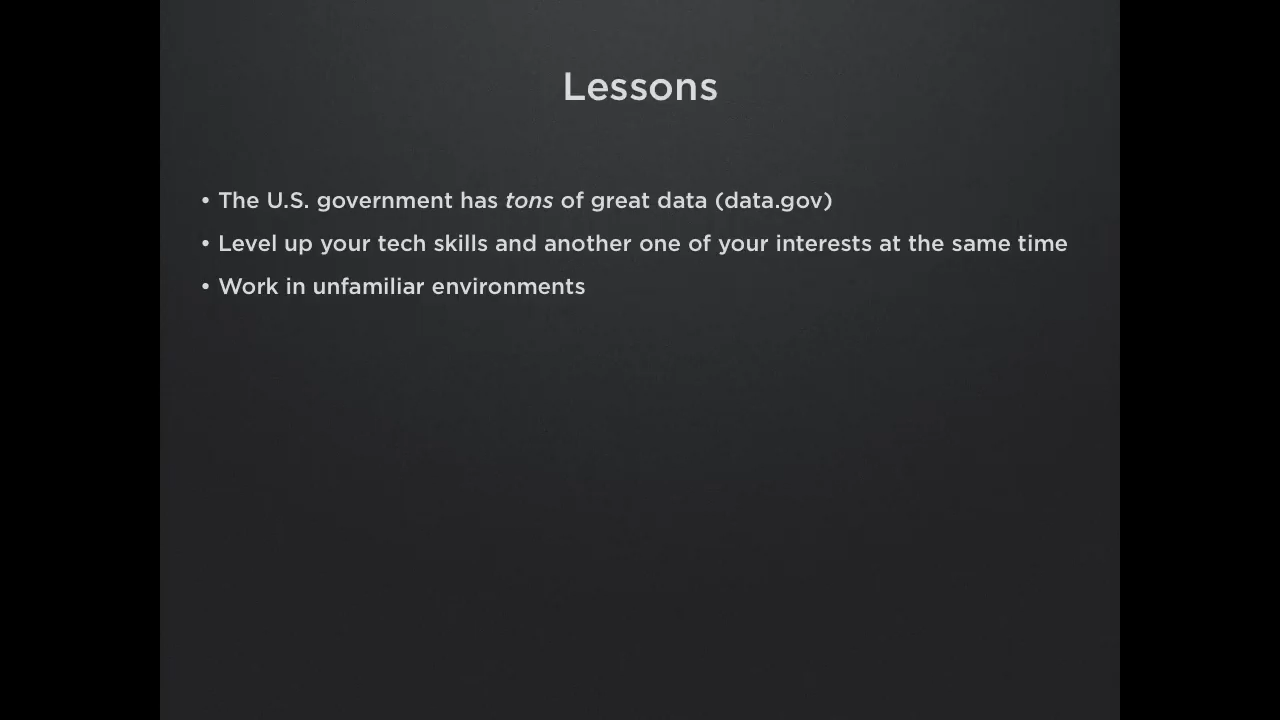 Lessons
• The U.S. government has tons of great data (data.gov)
• Level up your tech skills and another one of your interests at the same time
• Work in unfamiliar environments